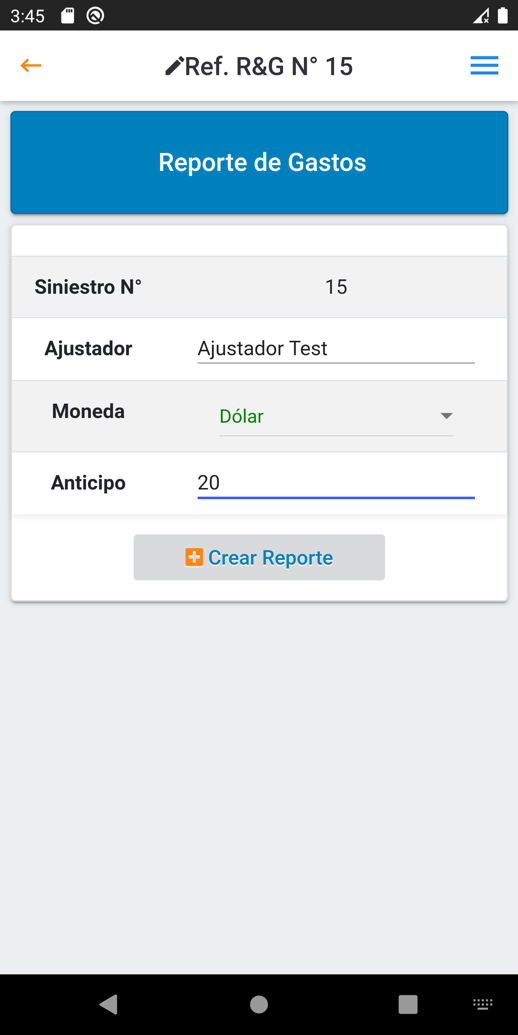 3:45
Ref. R&G N° 15
Reporte de Gastos
Siniestro N° 15
Ajustador Ajustador Test
Moneda Dólar
Anticipo 20
Crear Reporte